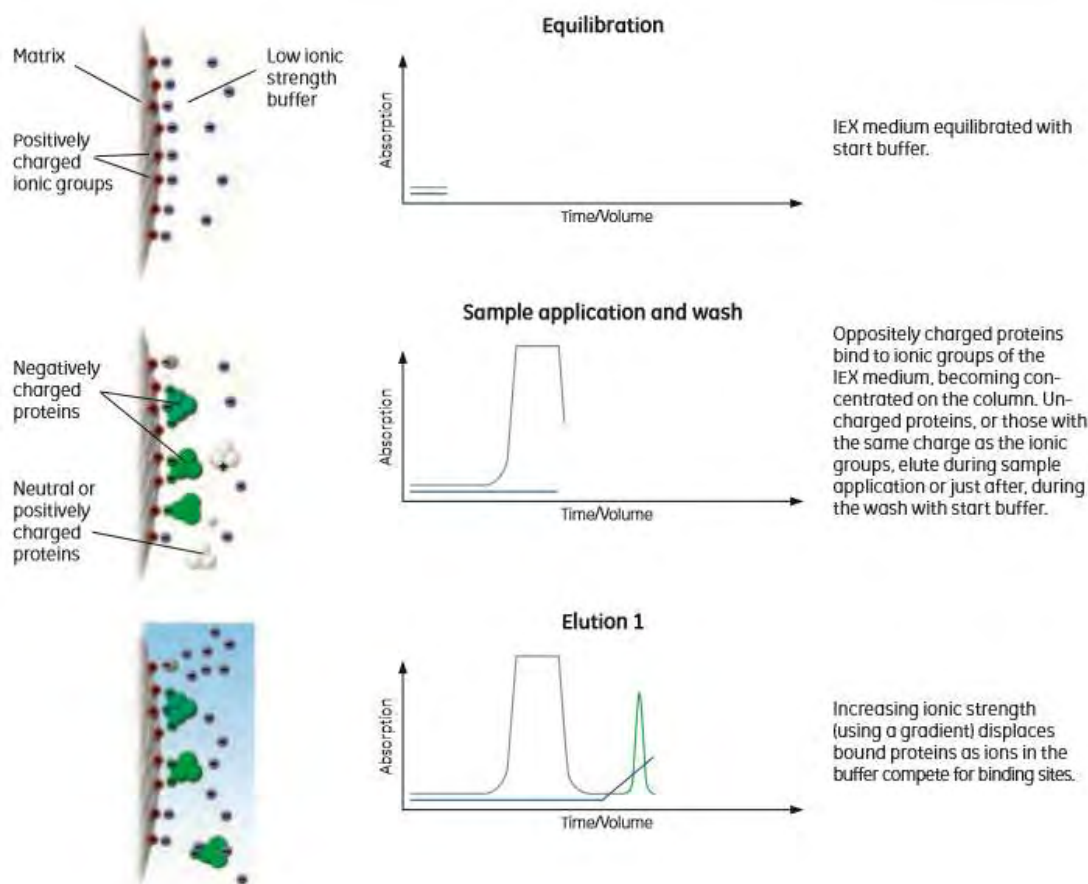 Equilibration
Matrix
Low ionic
strength
buffer
Positively
charged
ionic groups
Absorption
Time/Volume
IEX medium equilibrated with
start buffer.
Sample application and wash
Negatively
charged
proteins
Neutral or
positively
charged
proteins
Absorption
Time/Volume
Oppositely charged proteins
bind to ionic groups of the
IEX medium, becoming con-
centrated on the column. Un-
charged proteins, or those with
the same charge as the ionic
groups, elute during sample
application or just after, during
the wash with start buffer.
Elution 1
Absorption
Time/Volume
Increasing ionic strength
(using a gradient) displaces
bound proteins as ions in the
buffer compete for binding sites.